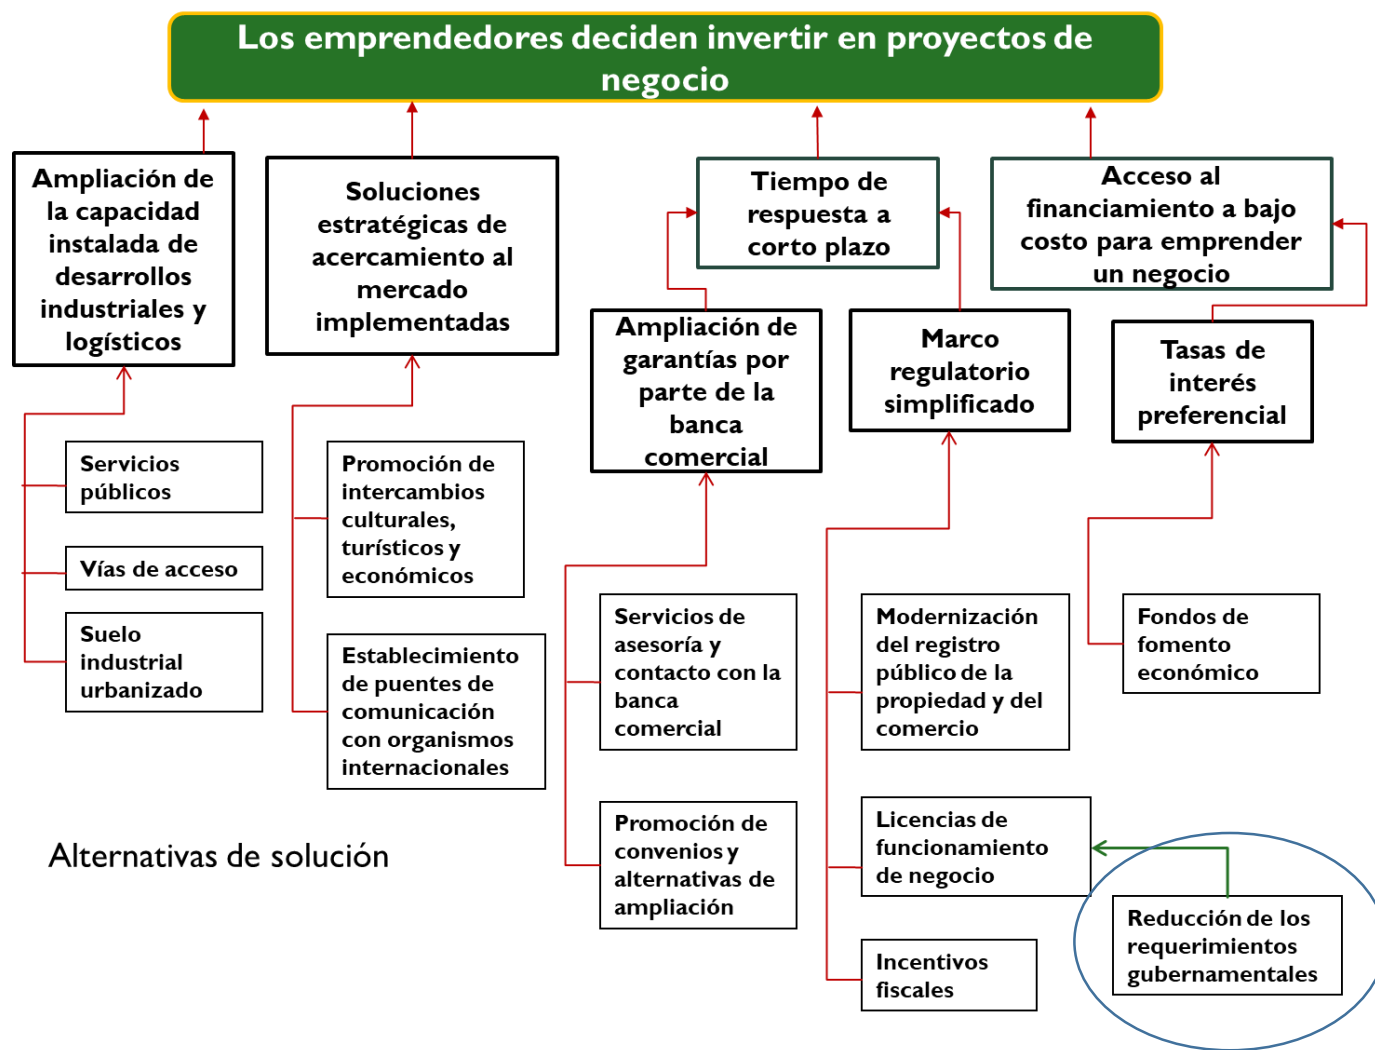 Los emprendedores deciden invertir en proyectos de
negocio
Ampliación de
la capacidad
instalada de
desarrollos
industriales y
logísticos
Soluciones
estratégicas de
acercamiento al
mercado
implementadas
Tiempo de
respuesta a
corto plazo
Acceso al
financiamiento a bajo
costo para emprender
un negocio
Ampliación de
garantías por
parte de la
banca
comercial
Marco
regulatorio
simplificado
Tasas de
interés
preferencial
Servicios
públicos
Vías de acceso
Suelo
industrial
urbanizado
Promoción de
intercambios
culturales,
turísticos y
económicos
Establecimiento
de puentes de
comunicación
con organismos
internacionales
Servicios de
asesoría y
contacto con la
banca
comercial
Promoción de
convenios y
alternativas de
ampliación
Modernización
del registro
público de la
propiedad y del
comercio
Licencias de
funcionamiento
de negocio
Incentivos
fiscales
Fondos de
fomento
económico
Reducción de los
requerimientos
gubernamentales
Alternativas de solución